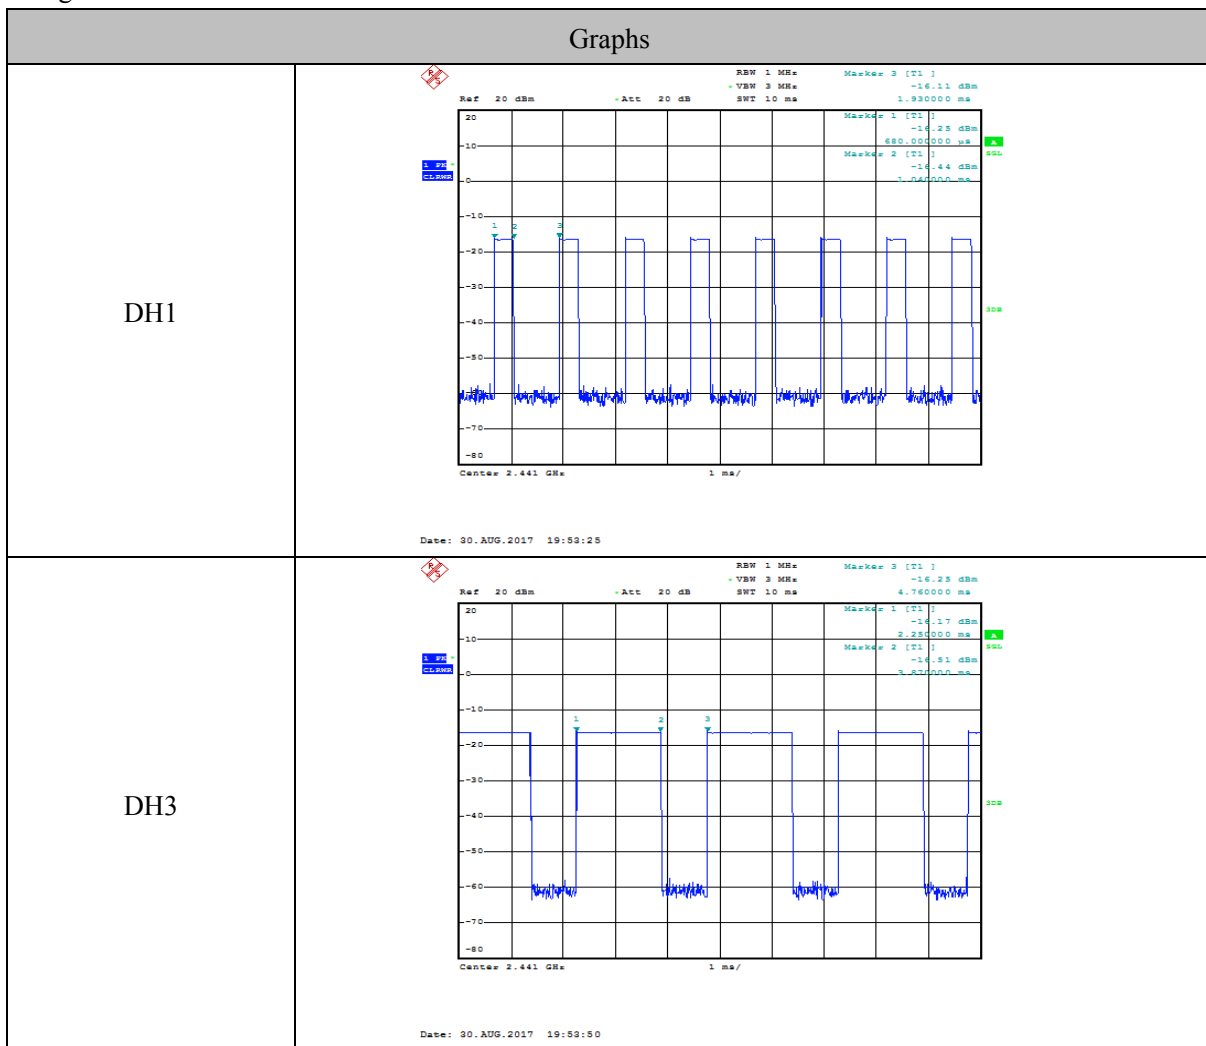 Graphs
DH1
RBW 1 MHz
Marker 3 [T1 ]
* VBW 3 MHz
-16.11 dBm
Ref 20 dBm
* Att 20 dB
SWT 10 ms
1.930000 ms
Marker 1 [T1 ]
-16.25 dBm
680.000000 µs
Marker 2 [T1 ]
-16.44 dBm
1.040000 ms
A
SGL
1 PK *
CLRWR
20
10
0
-10
1 2 3
-20
-30
3DB
-40
-50
-60
-70
-80
Center 2.441 GHz
1 ms/
Date: 30.AUG.2017 19:53:25
DH3
RBW 1 MHz
Marker 3 [T1 ]
* VBW 3 MHz
-16.25 dBm
Ref 20 dBm
* Att 20 dB
SWT 10 ms
4.760000 ms
Marker 1 [T1 ]
-16.17 dBm
2.250000 ms
Marker 2 [T1 ]
-16.51 dBm
3.870000 ms
A
SGL
1 PK *
CLRWR
20
10
0
-10
1 2 3
-20
-30
3DB
-40
-50
-60
-70
-80
Center 2.441 GHz
1 ms/
Date: 30.AUG.2017 19:53:50